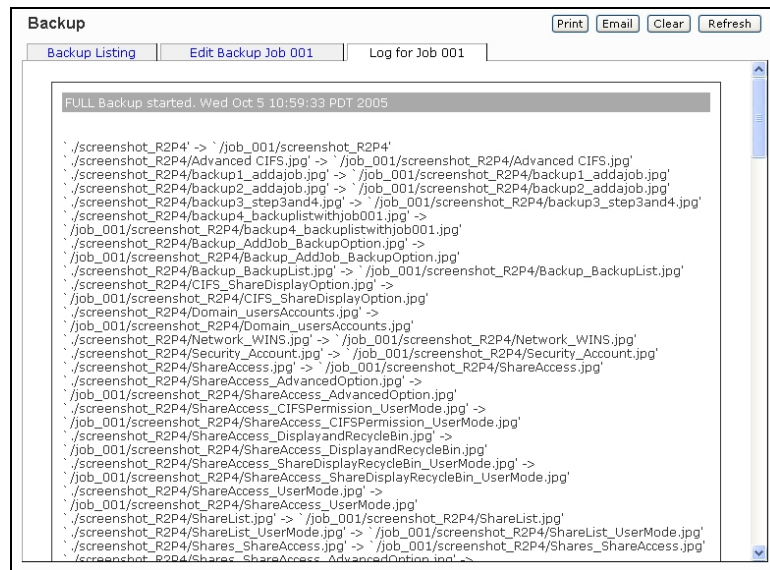 Backup
Print Email Clear Refresh
Backup Listing Edit Backup Job 001 Log for Job 001
FULL Backup started. Wed Oct 5 10:59:33 PDT 2005
`./screenshot_R2P4' -> `/job_001/screenshot_R2P4'
`./screenshot_R2P4/Advanced CIFS.jpg' -> `/job_001/screenshot_R2P4/Advanced CIFS.jpg'
`./screenshot_R2P4/backup1_addajob.jpg' -> `/job_001/screenshot_R2P4/backup1_addajob.jpg'
`./screenshot_R2P4/backup2_addajob.jpg' -> `/job_001/screenshot_R2P4/backup2_addajob.jpg'
`./screenshot_R2P4/backup3_step3and4.jpg' -> `/job_001/screenshot_R2P4/backup3_step3and4.jpg'
`./screenshot_R2P4/backup4_backuplistwithjob001.jpg' ->
`/job_001/screenshot_R2P4/backup4_backuplistwithjob001.jpg'
`./screenshot_R2P4/Backup_AddJob_BackupOption.jpg' ->
`/job_001/screenshot_R2P4/Backup_AddJob_BackupOption.jpg'
`./screenshot_R2P4/Backup_BackupList.jpg' -> `/job_001/screenshot_R2P4/Backup_BackupList.jpg'
`./screenshot_R2P4/CIFS_ShareDisplayOption.jpg' ->
`/job_001/screenshot_R2P4/CIFS_ShareDisplayOption.jpg'
`./screenshot_R2P4/Domain_usersAccounts.jpg' ->
`/job_001/screenshot_R2P4/Domain_usersAccounts.jpg'
`./screenshot_R2P4/Network_WINS.jpg' -> `/job_001/screenshot_R2P4/Network_WINS.jpg'
`./screenshot_R2P4/Security_Account.jpg' -> `/job_001/screenshot_R2P4/Security_Account.jpg'
`./screenshot_R2P4/ShareAccess.jpg' -> `/job_001/screenshot_R2P4/ShareAccess.jpg'
`./screenshot_R2P4/ShareAccess_AdvancedOption.jpg' ->
`/job_001/screenshot_R2P4/ShareAccess_AdvancedOption.jpg'
`./screenshot_R2P4/ShareAccess_CIFSPermission_UserMode.jpg' ->
`/job_001/screenshot_R2P4/ShareAccess_CIFSPermission_UserMode.jpg'
`./screenshot_R2P4/ShareAccess_DisplayandRecycleBin.jpg' ->
`/job_001/screenshot_R2P4/ShareAccess_DisplayandRecycleBin.jpg'
`./screenshot_R2P4/ShareAccess_ShareDisplayRecycleBin_UserMode.jpg' ->
`/job_001/screenshot_R2P4/ShareAccess_ShareDisplayRecycleBin_UserMode.jpg'
`./screenshot_R2P4/ShareAccess_UserMode.jpg' ->
`/job_001/screenshot_R2P4/ShareAccess_UserMode.jpg'
`./screenshot_R2P4/ShareList.jpg' -> `/job_001/screenshot_R2P4/ShareList.jpg'
`./screenshot_R2P4/ShareList_UserMode.jpg' -> `/job_001/screenshot_R2P4/ShareList_UserMode.jpg'
`./screenshot_R2P4/Shares_ShareAccess.jpg' -> `/job_001/screenshot_R2P4/Shares_ShareAccess.jpg'
`./screenshot_R2P4/Shares_ShareAccess_AdvancedOption.jpg' ->